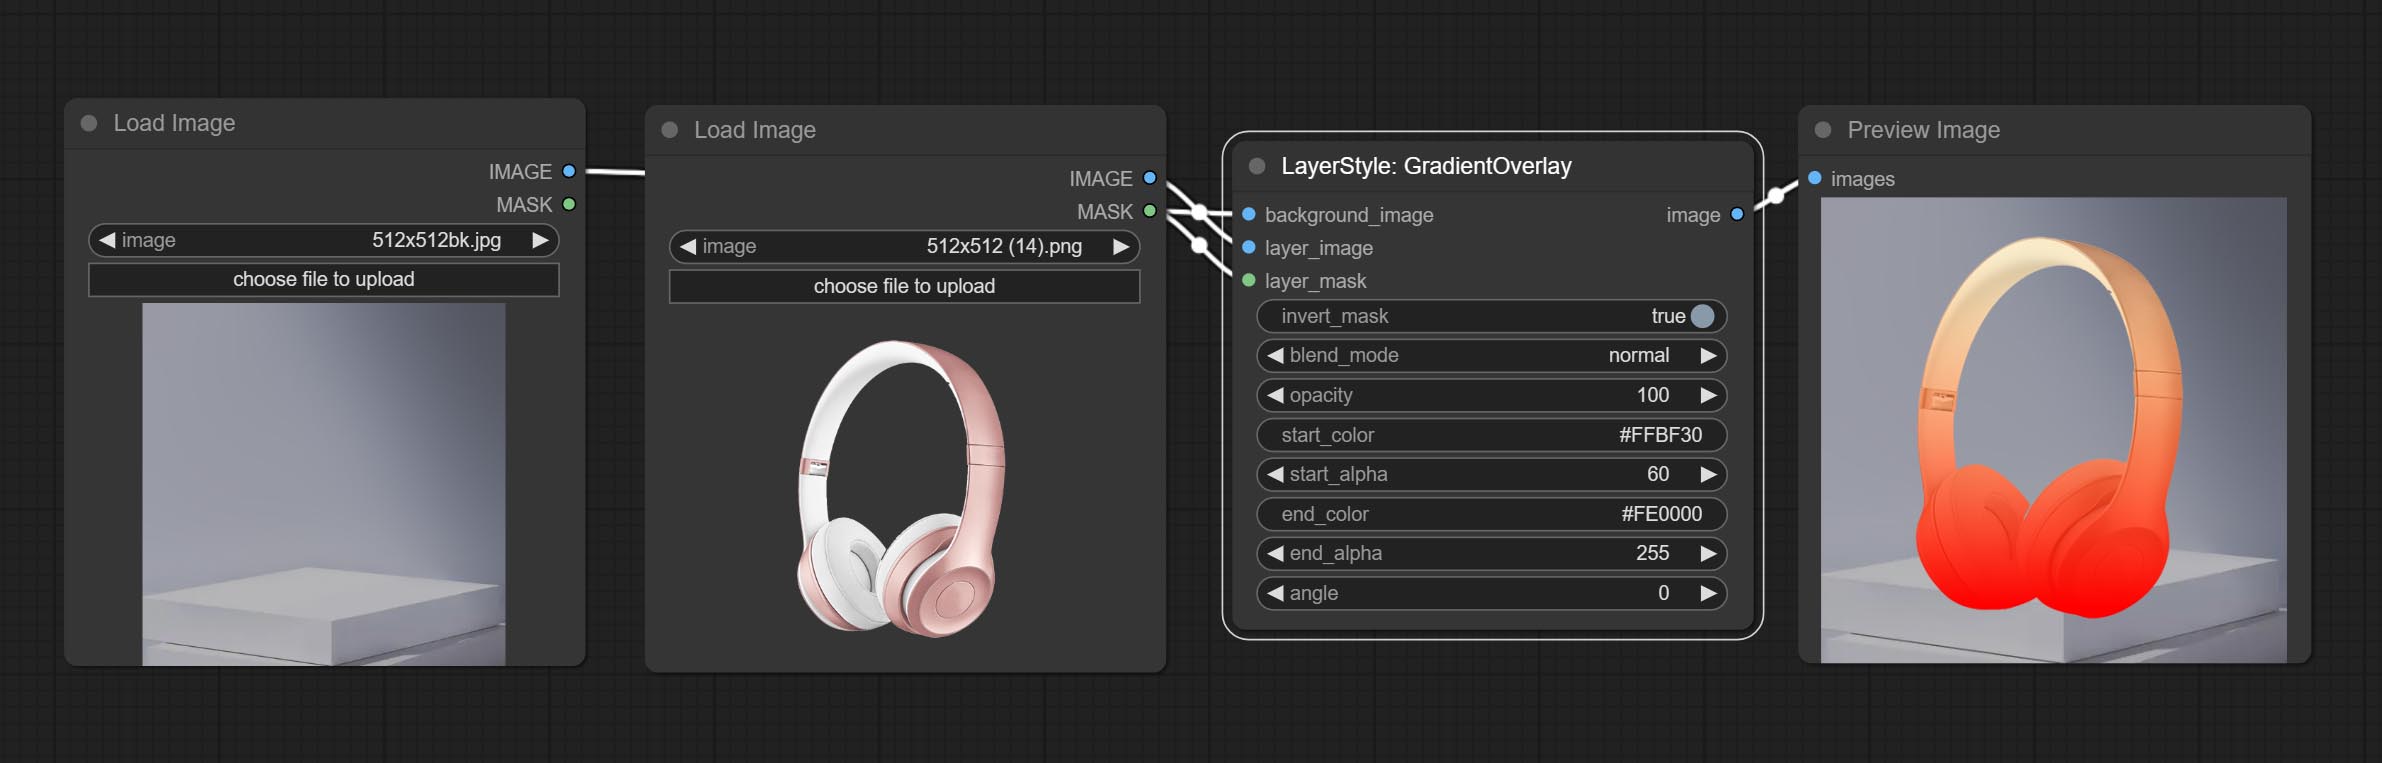 Load Image
IMAGE
MASK
image 512x512bk.jpg
choose file to upload
Load Image
IMAGE
MASK
image 512x512 (14).png
choose file to upload
LayerStyle: GradientOverlay
background_image image
layer_image
layer_mask
invert_mask true
blend_mode normal
opacity 100
start_color #FFBF30
start_alpha 60
end_color #FE0000
end_alpha 255
angle 0
Preview Image
images